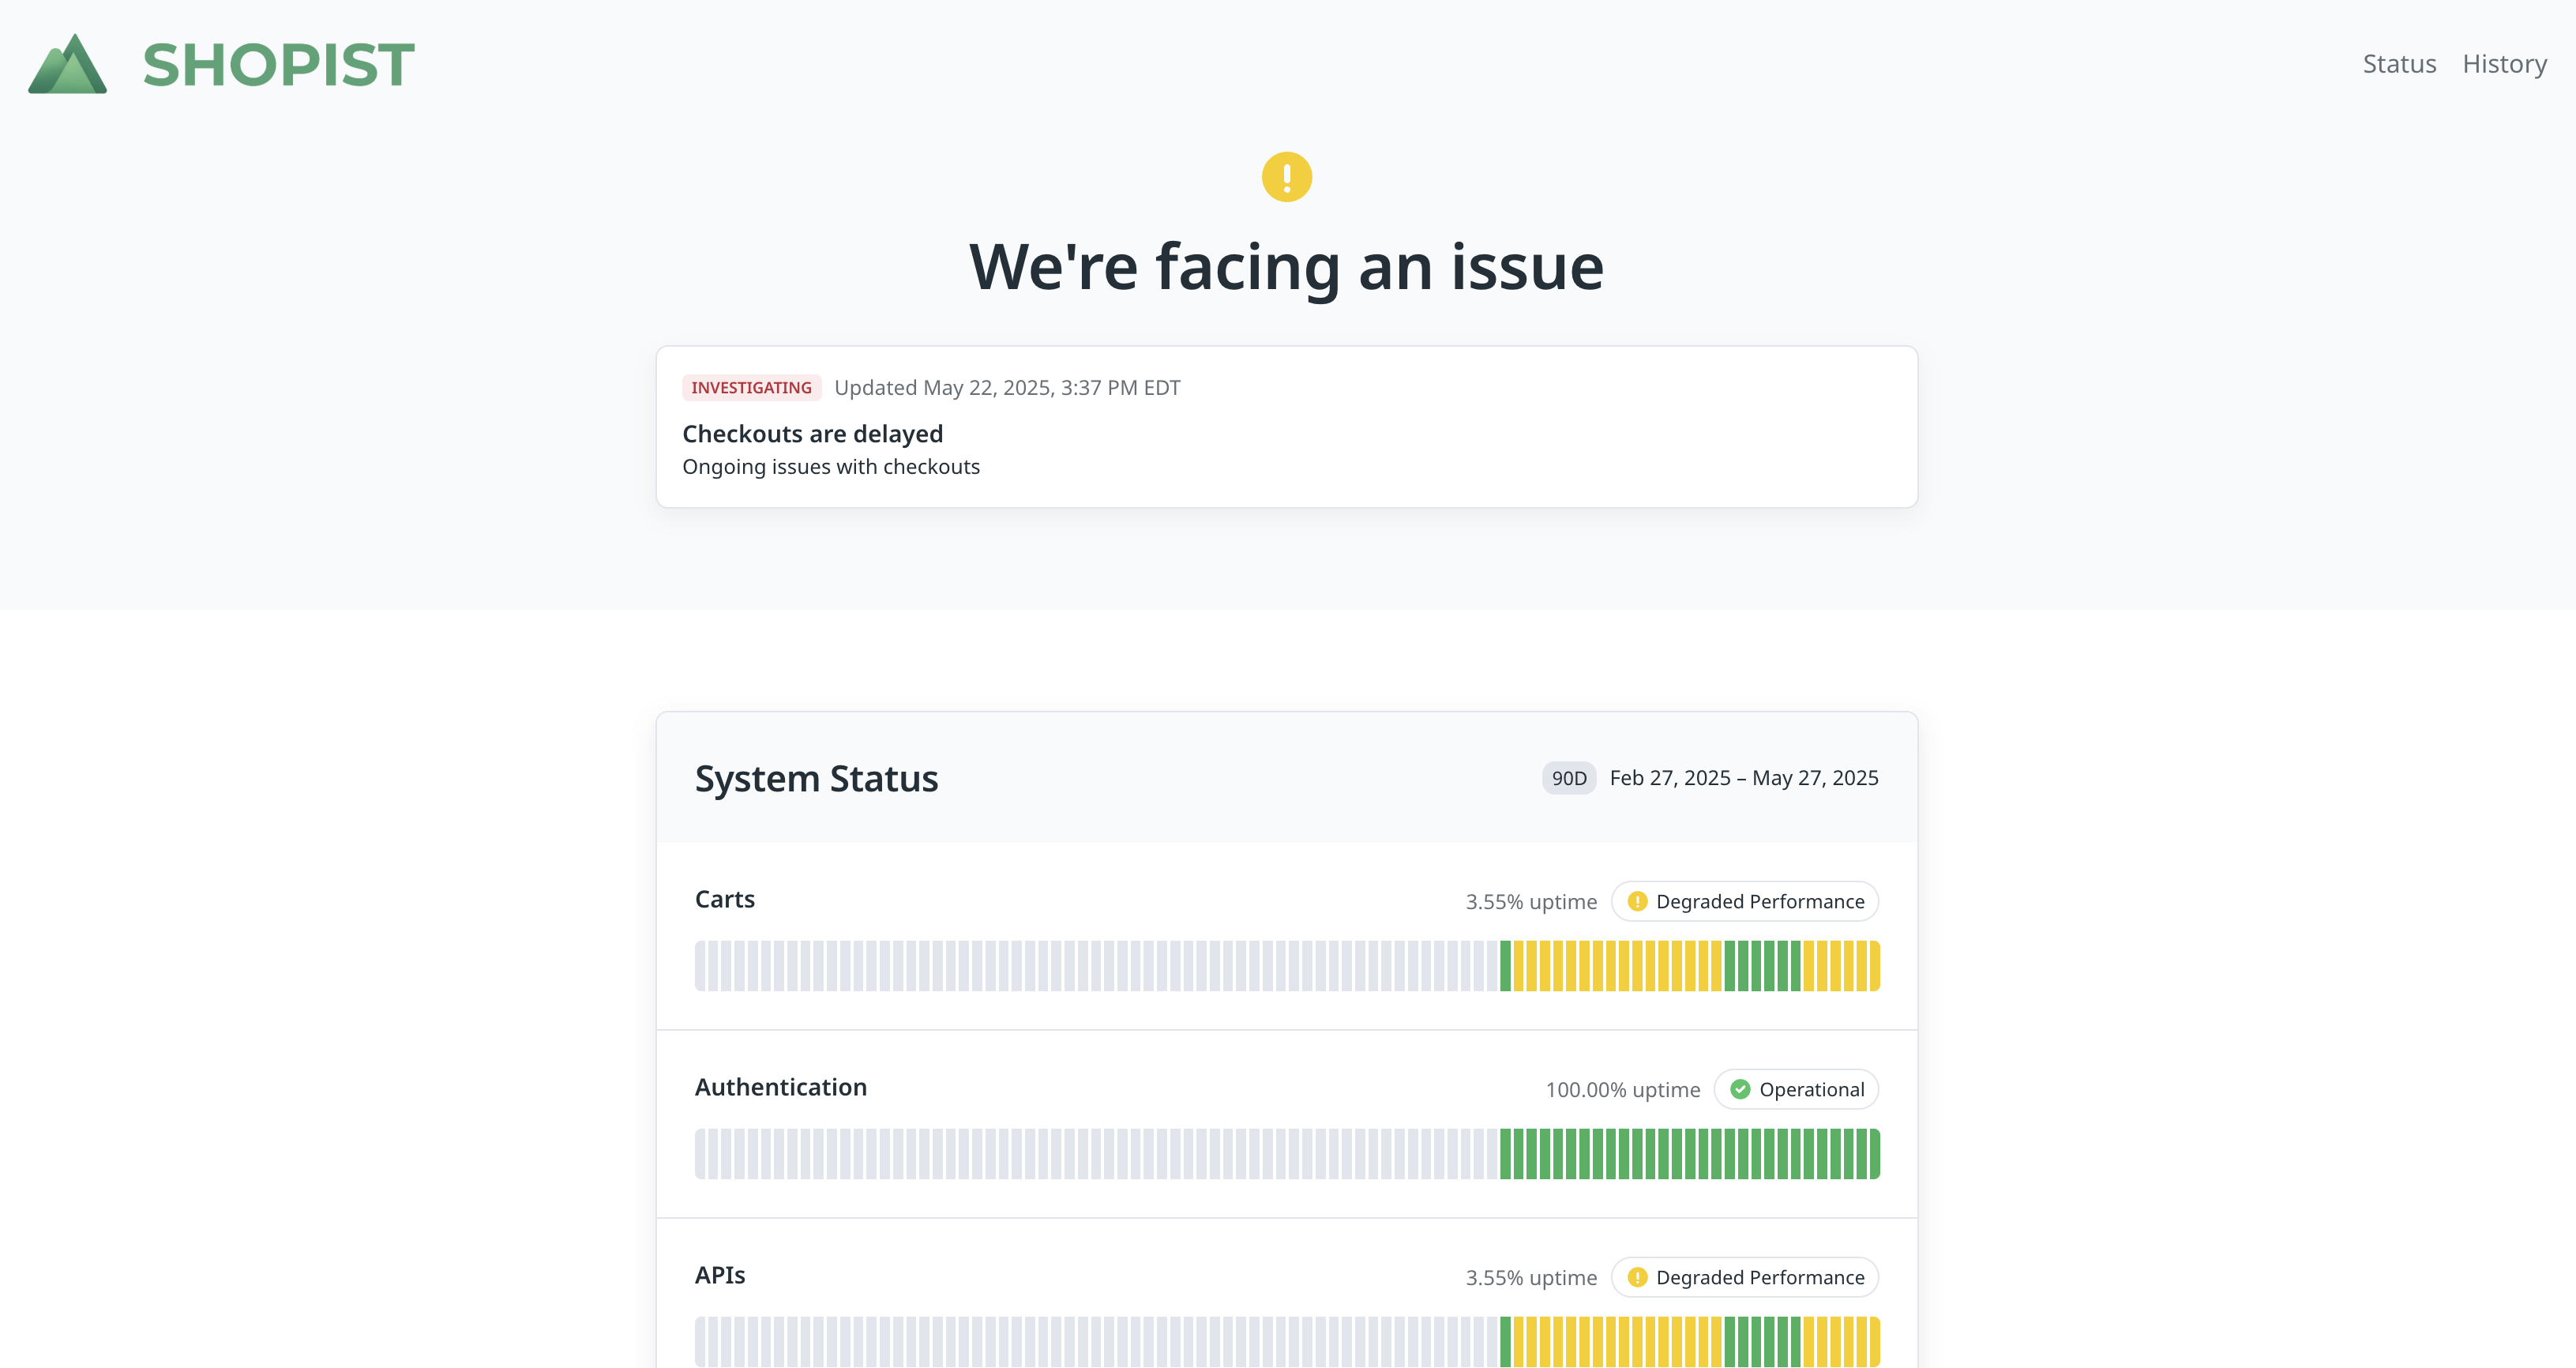 SHOPIST
Status History
We're facing an issue
INVESTIGATING Updated May 22, 2025, 3:37 PM EDT
Checkouts are delayed
Ongoing issues with checkouts
System Status 90D Feb 27, 2025 – May 27, 2025
Carts 3.55% uptime Degraded Performance
Authentication 100.00% uptime Operational
APIs 3.55% uptime Degraded Performance